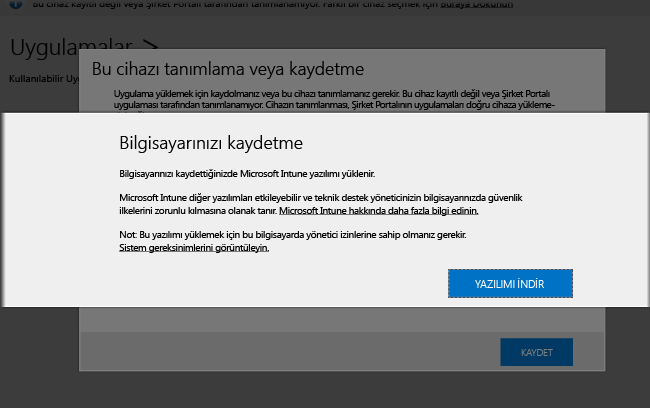 Bu cihaz kayıtlı değil veya Şirket Portalı tarafından tanımlanamıyor. Farklı bir cihaz seçmek için Buraya Dokunun
Uygulamalar >
Bu cihazı tanımlama veya kaydetme
Kullanılabilir Uy
Uygulama yüklemek için kaydolmanız veya bu cihazı tanımlamanız gerekir. Bu cihaz kayıtlı değil veya Şirket Portalı
uygulaması tarafından tanımlanamıyor. Cihazın tanımlanması, Şirket Portalının uygulamaları doğru cihaza yükleme-
Bilgisayarınızı kaydetme
Bilgisayarınızı kaydettiğinizde Microsoft Intune yazılımı yüklenir.
Microsoft Intune diğer yazılımları etkileyebilir ve teknik destek yöneticinizin bilgisayarınızda güvenlik
ilkelerini zorunlu kılmasına olanak tanır. Microsoft Intune hakkında daha fazla bilgi edinin.
Not: Bu yazılımı yüklemek için bu bilgisayarda yönetici izinlerine sahip olmanız gerekir.
Sistem gereksinimlerini görüntüleyin.
YAZILIMI İNDİR
KAYDET